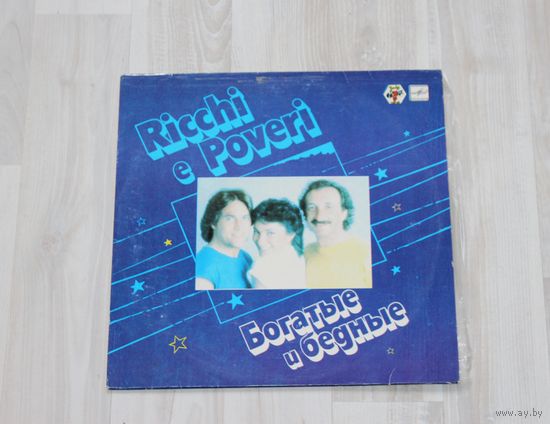 Ricchi
e Poveri
Богатые
и бедные
www.ay.by